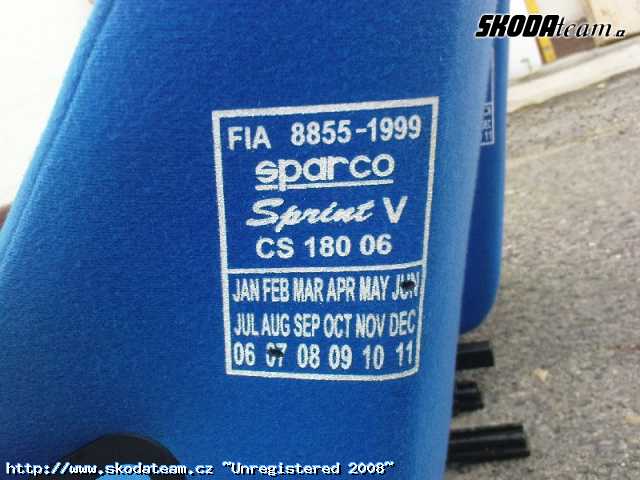 SKODAteam.cz
FIA 8855-1999
sparco
Sprint V
CS 180 06
JAN FEB MAR APR MAY JUN
JUL AUG SEP OCT NOV DEC
06 07 08 09 10 11
http://www.skodateam.cz ~Unregistered 2008~